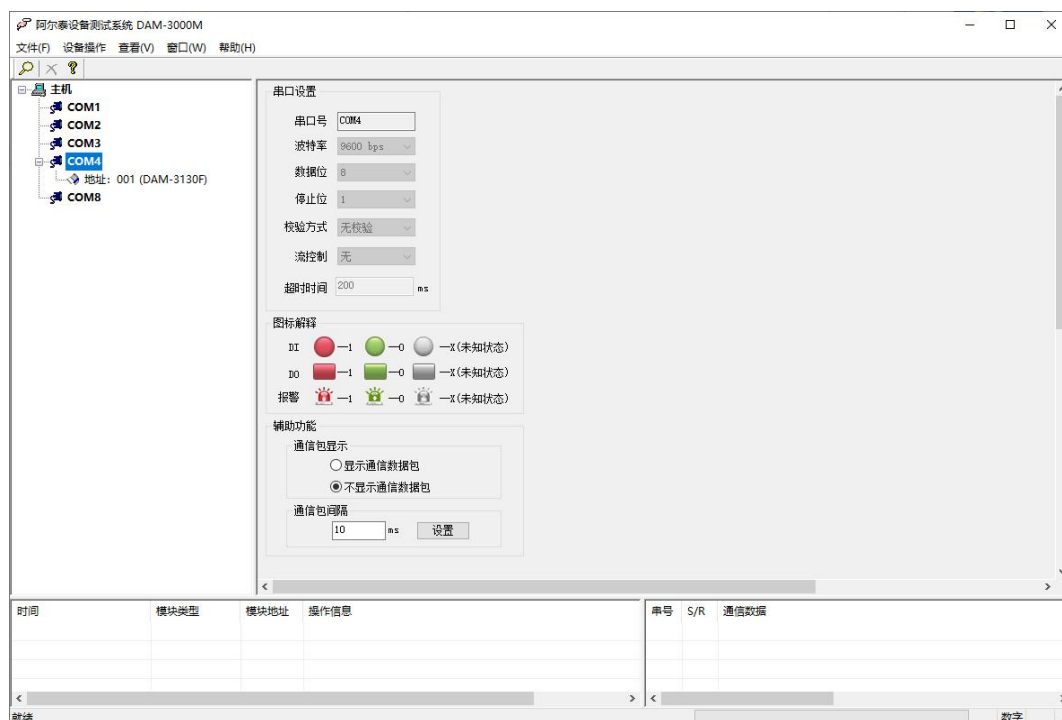 阿尔泰设备测试系统 DAM-3000M
文件(F) 设备操作 查看(V) 窗口(W) 帮助(H)
主机
COM1
COM2
COM3
COM4
地址: 001 (DAM-3130F)
COM8
串口设置
串口号 COM4
波特率 9600 bps
数据位 8
停止位 1
校验方式 无校验
流控制 无
超时时间 200 ms
图标解释
DI —1 —0 —X(未知状态)
DO —1 —0 —X(未知状态)
报警 —1 —0 —X(未知状态)
辅助功能
通信包显示
显示通信数据包
不显示通信数据包
通信包间隔
10 ms 设置
时间 模块类型 模块地址 操作信息
串号 S/R 通信数据
就绪 数字